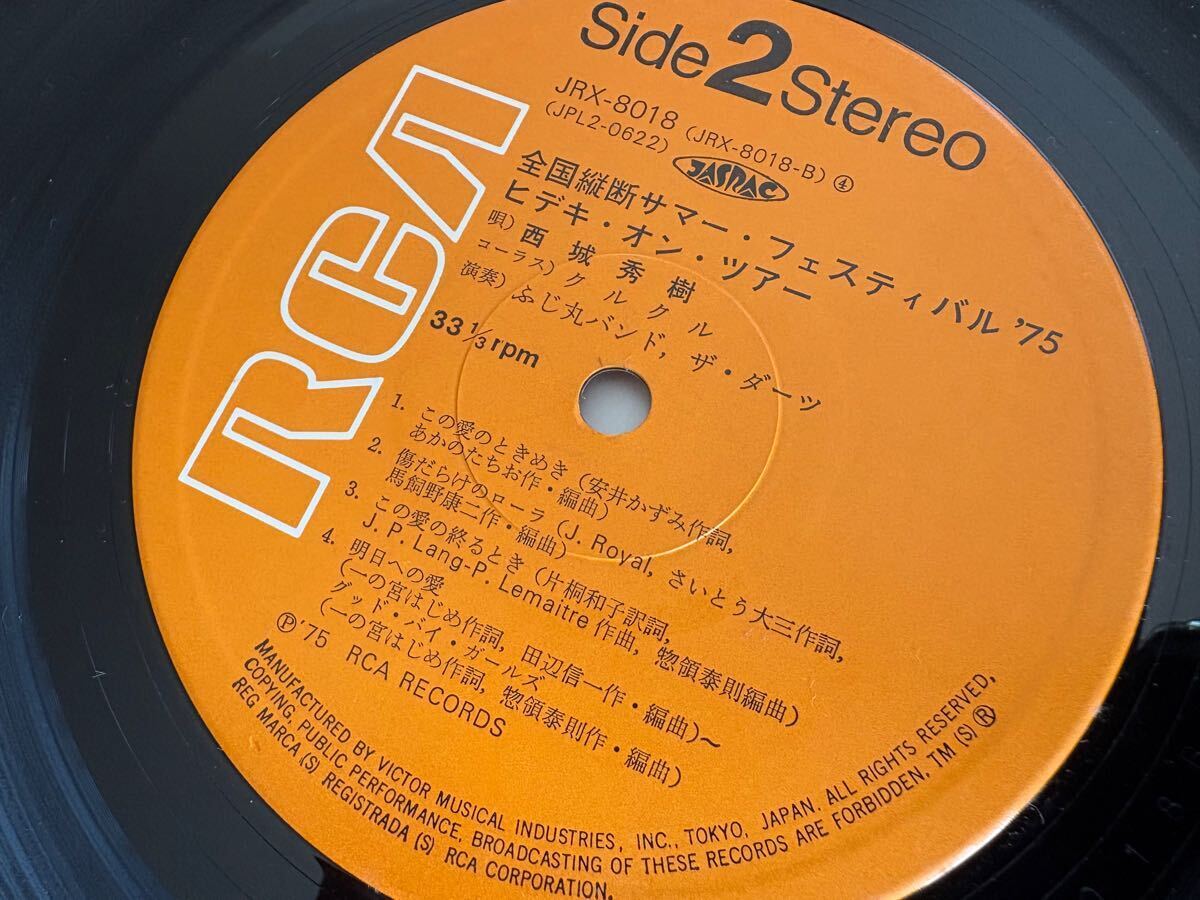 Side 2 Stereo
JRX-8018 (JRX-8018-B) ④
(JPL2-0622) JASRAC
全国縦断サマー・フェスティバル '75
ヒデキ・オン・ツアー
唄) 西城秀樹
コーラス) クルクル
演奏) ふじ丸バンド, ザ・ダーツ
33 1/3 rpm
RCA
1. この愛のときめき (安井かずみ作詞,
あかのたちお作・編曲)
2. 傷だらけのローラ (J. Royal, さいとう大三作詞,
馬飼野康二作・編曲)
3. この愛の終るとき (片桐和子訳詞,
J. P. Lang-P. Lemaitre 作曲, 惣領泰則編曲)
4. 明日への愛
(一の宮はじめ作詞, 田辺信一作・編曲)~
グッド・バイ・ガールズ
(一の宮はじめ作詞, 惣領泰則作・編曲)
Ⓟ '75 RCA RECORDS
MANUFACTURED BY VICTOR MUSICAL INDUSTRIES, INC., TOKYO, JAPAN. ALL RIGHTS RESERVED,
COPYING, PUBLIC PERFORMANCE, BROADCASTING OF THESE RECORDS ARE FORBIDDEN, TM (S) ®
REG MARCA (S) REGISTRADA (S) RCA CORPORATION.